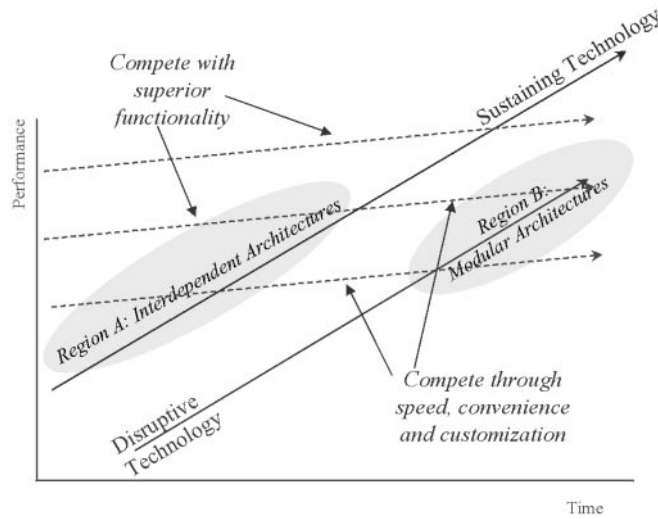 Sustaining Technology
Compete with
superior
functionality
Performance
Region A: Interdependent Architectures
Region B:
Modular Architectures
Compete through
speed, convenience
and customization
Disruptive
Technology
Time